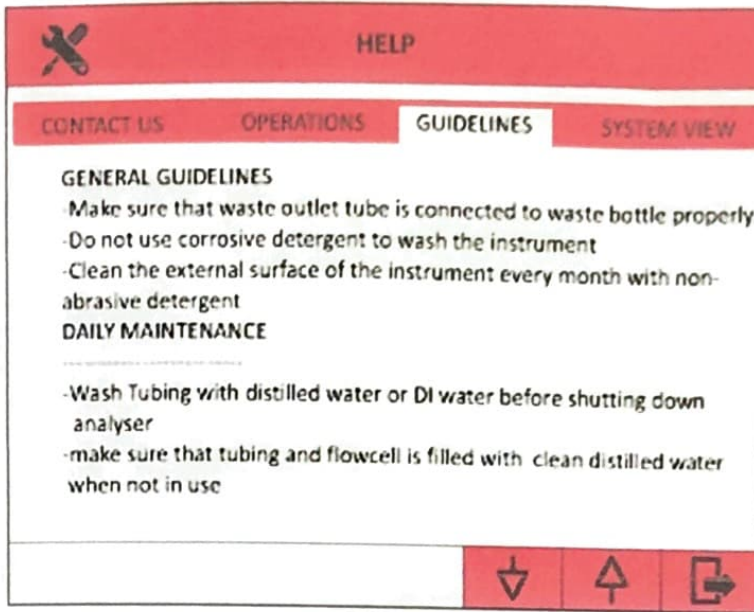 HELP
CONTACT US OPERATIONS GUIDELINES SYSTEM VIEW
GENERAL GUIDELINES
-Make sure that waste outlet tube is connected to waste bottle properly
-Do not use corrosive detergent to wash the instrument
-Clean the external surface of the instrument every month with non-
abrasive detergent
DAILY MAINTENANCE
--------------------------------
-Wash Tubing with distilled water or DI water before shutting down
analyser
-make sure that tubing and flowcell is filled with clean distilled water
when not in use